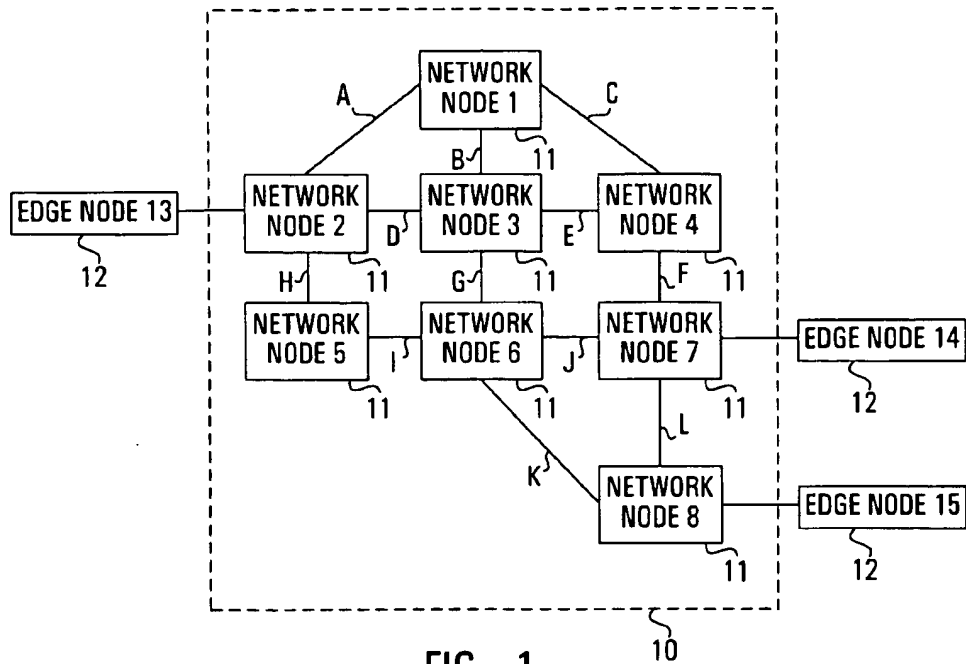 NETWORK
NODE 1
11
A
B
C
EDGE NODE 13
12
NETWORK
NODE 2
11
D
NETWORK
NODE 3
11
E
NETWORK
NODE 4
11
H
G
F
NETWORK
NODE 5
11
I
NETWORK
NODE 6
11
J
NETWORK
NODE 7
11
EDGE NODE 14
12
K
L
NETWORK
NODE 8
11
EDGE NODE 15
12
10
FIG. 1